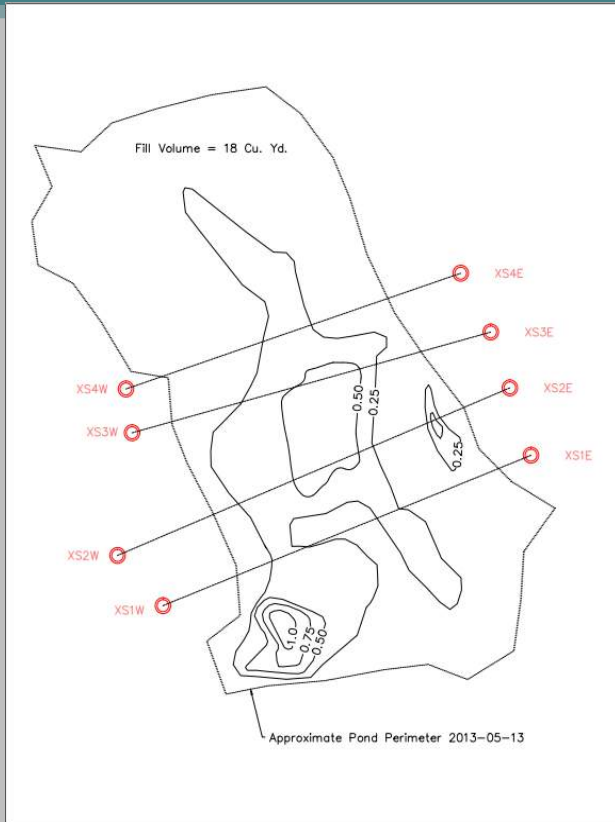 Fill Volume = 18 Cu. Yd.
XS4E
XS3E
XS4W
XS2E
0.50
0.25
XS3W
0.25
XS1E
XS2W
XS1W
1.0
0.75
0.50
Approximate Pond Perimeter 2013-05-13